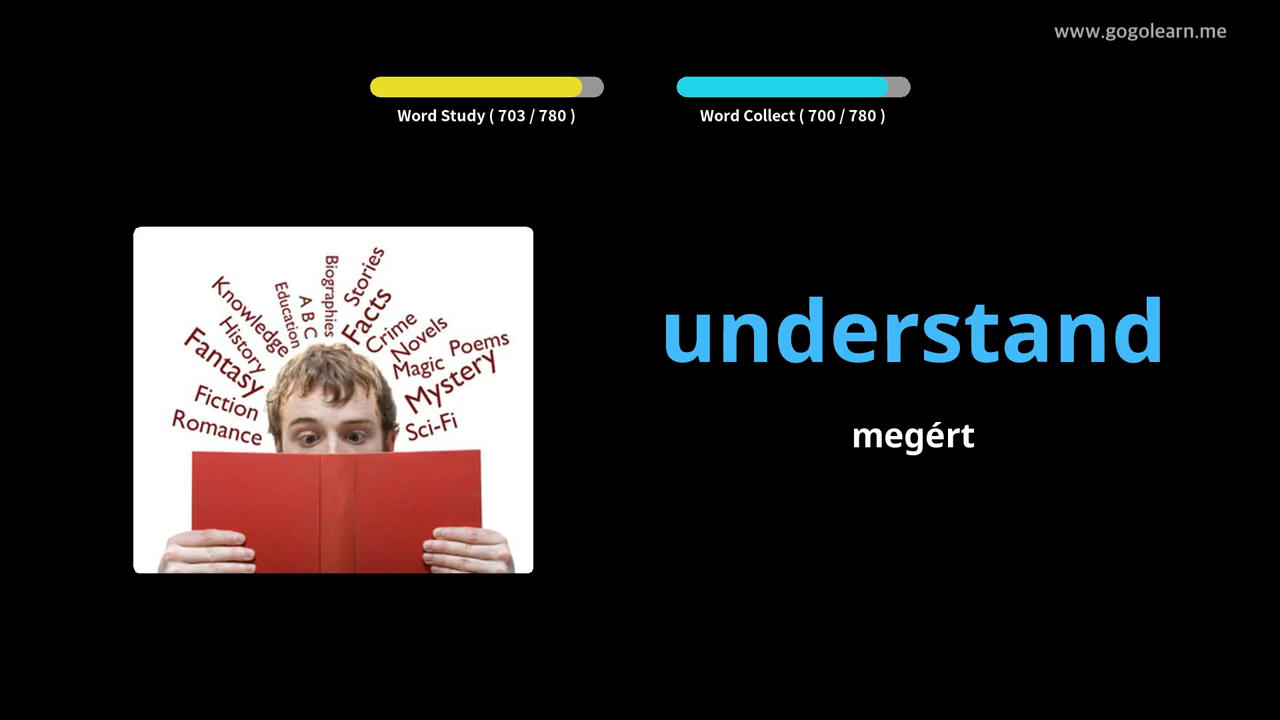 www.gogolearn.me
Word Study ( 703 / 780 )
Word Collect ( 700 / 780 )
Romance
Fiction
Fantasy
History
Knowledge
Education
A B C
Biographies
Stories
Facts
Crime
Novels
Magic
Poems
Mystery
Sci-Fi
understand
megért